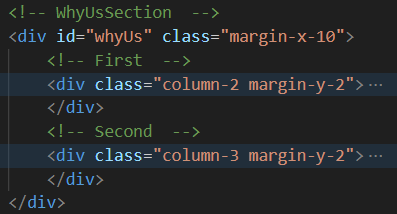 <!-- WhyUsSection  -->
<div id="whyUs" class="margin-x-10">
<!-- First  -->
<div class="column-2 margin-y-2">···
</div>
<!-- Second  -->
<div class="column-3 margin-y-2">···
</div>
</div>